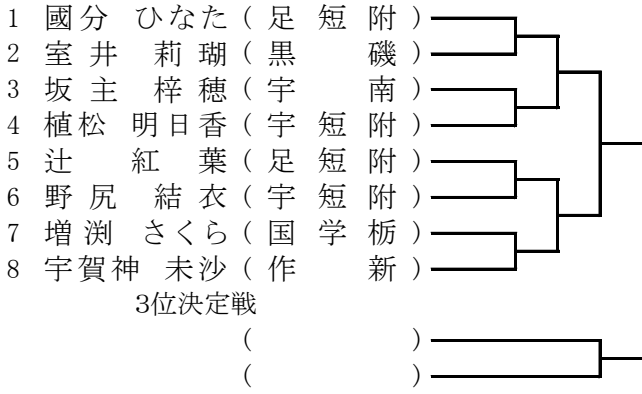 1 國分 ひなた ( 足 短 附 )
2 室井 莉瑚 ( 黒 磯 )
3 坂主 梓穂 ( 宇 南 )
4 植松 明日香 ( 宇 短 附 )
5 辻 紅葉 ( 足 短 附 )
6 野尻 結衣 ( 宇 短 附 )
7 増渕 さくら ( 国 学 栃 )
8 宇賀神 未沙 ( 作 新 )
3位決定戦
( )
( )